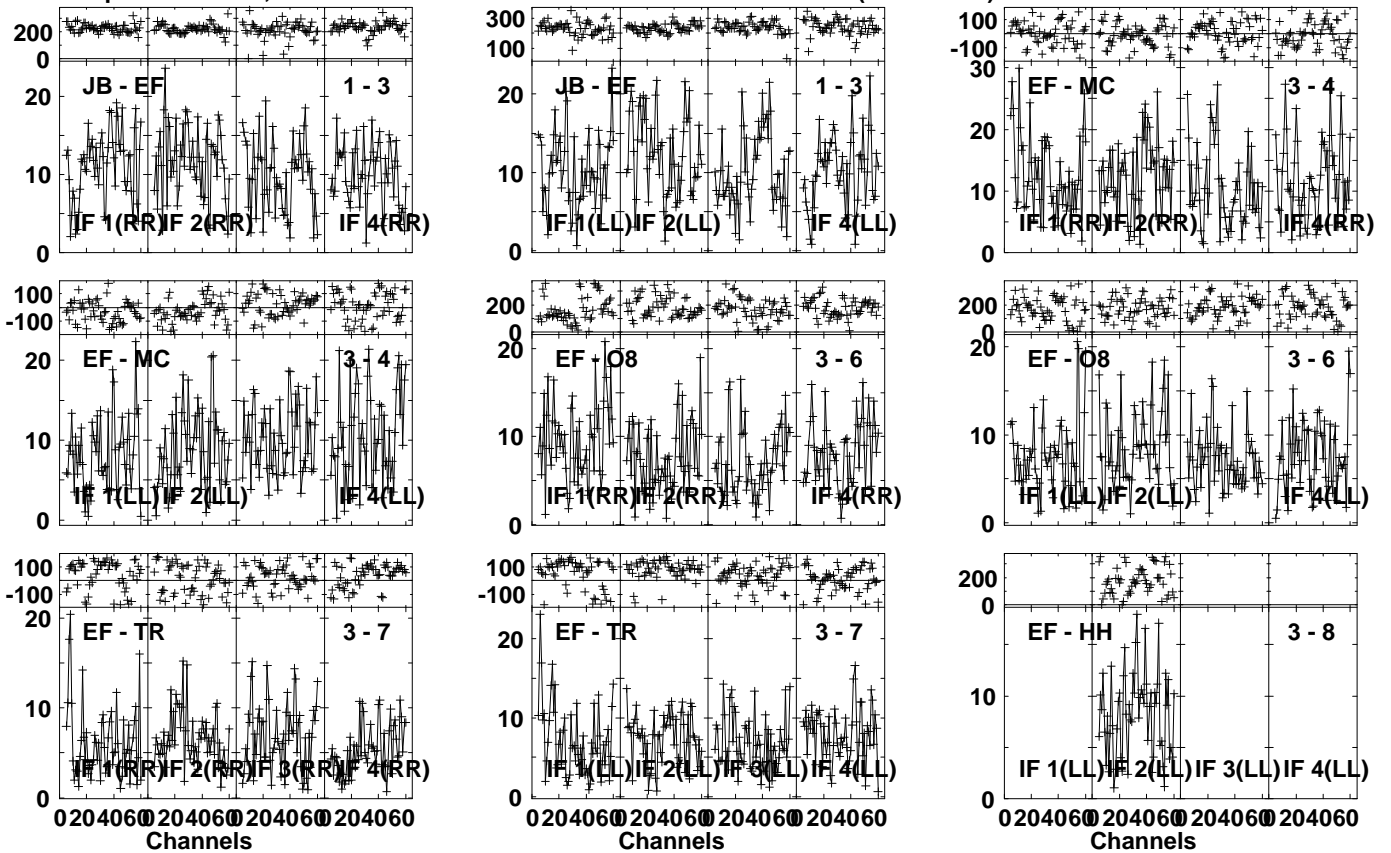 200
0
JB - EF 1 - 3
20
10
IF 1(RR) IF 2(RR) IF 4(RR)
0
300
100
JB - EF 1 - 3
20
10
IF 1(LL) IF 2(LL) IF 4(LL)
0
100
-100
30
EF - MC 3 - 4
20
10
IF 1(RR) IF 2(RR) IF 4(RR)
0
100
-100
EF - MC 3 - 4
20
10
IF 1(LL) IF 2(LL) IF 4(LL)
0
200
0
20
EF - O8 3 - 6
10
IF 1(RR) IF 2(RR) IF 4(RR)
0
200
0
20
EF - O8 3 - 6
10
IF 1(LL) IF 2(LL) IF 4(LL)
0
100
-100
EF - TR 3 - 7
20
10
IF 1(RR) IF 2(RR) IF 3(RR) IF 4(RR)
0
0 20 40 60 0 20 40 60 0 20 40 60 0 20 40 60
Channels
100
-100
EF - TR 3 - 7
20
10
IF 1(LL) IF 2(LL) IF 3(LL) IF 4(LL)
0
0 20 40 60 0 20 40 60 0 20 40 60 0 20 40 60
Channels
200
0
EF - HH 3 - 8
10
IF 1(LL) IF 2(LL) IF 3(LL) IF 4(LL)
0
0 20 40 60 0 20 40 60 0 20 40 60 0 20 40 60
Channels